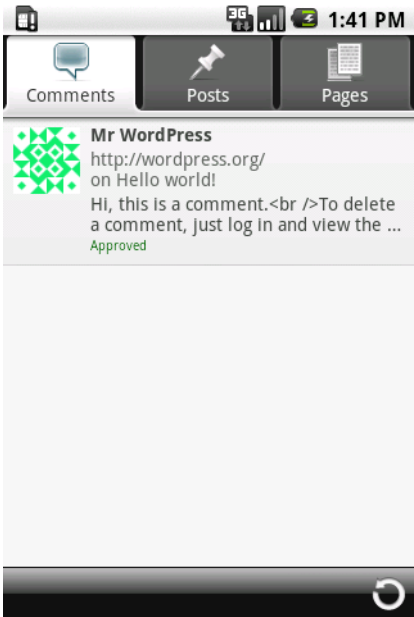 3G 1:41 PM
Comments Posts Pages
Mr WordPress
http://wordpress.org/
on Hello world!
Hi, this is a comment.<br />To delete
a comment, just log in and view the ...
Approved